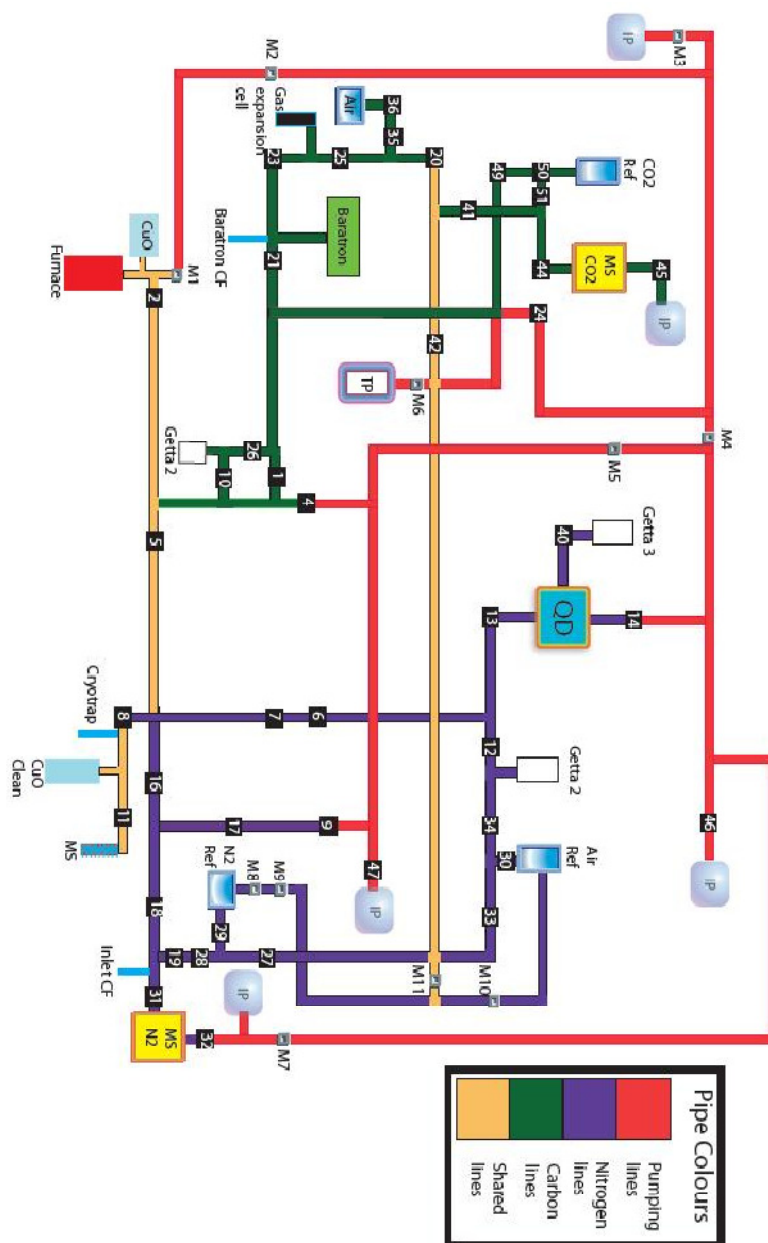 IP
M3
M2
Gas
expansion
cell
Air
36
35
23
25
20
49
50
51
CO2
Ref
41
44
MS
CO2
45
IP
Baratron
Baratron CF
21
CuO
Furnace
2
M1
24
42
TP
M6
M4
M5
Getta 2
26
10
1
4
5
Getta 3
40
QD
14
13
8
7
6
12
Getta 2
Cryotrap
CuO
Clean
11
MS
16
17
9
34
30
Air
Ref
33
47
IP
46
IP
18
N2
Ref
M8
M9
29
19
28
27
M11
M10
Inlet CF
31
MS
N2
32
IP
M7
Pipe Colours
Pumping
lines
Nitrogen
lines
Carbon
lines
Shared
lines